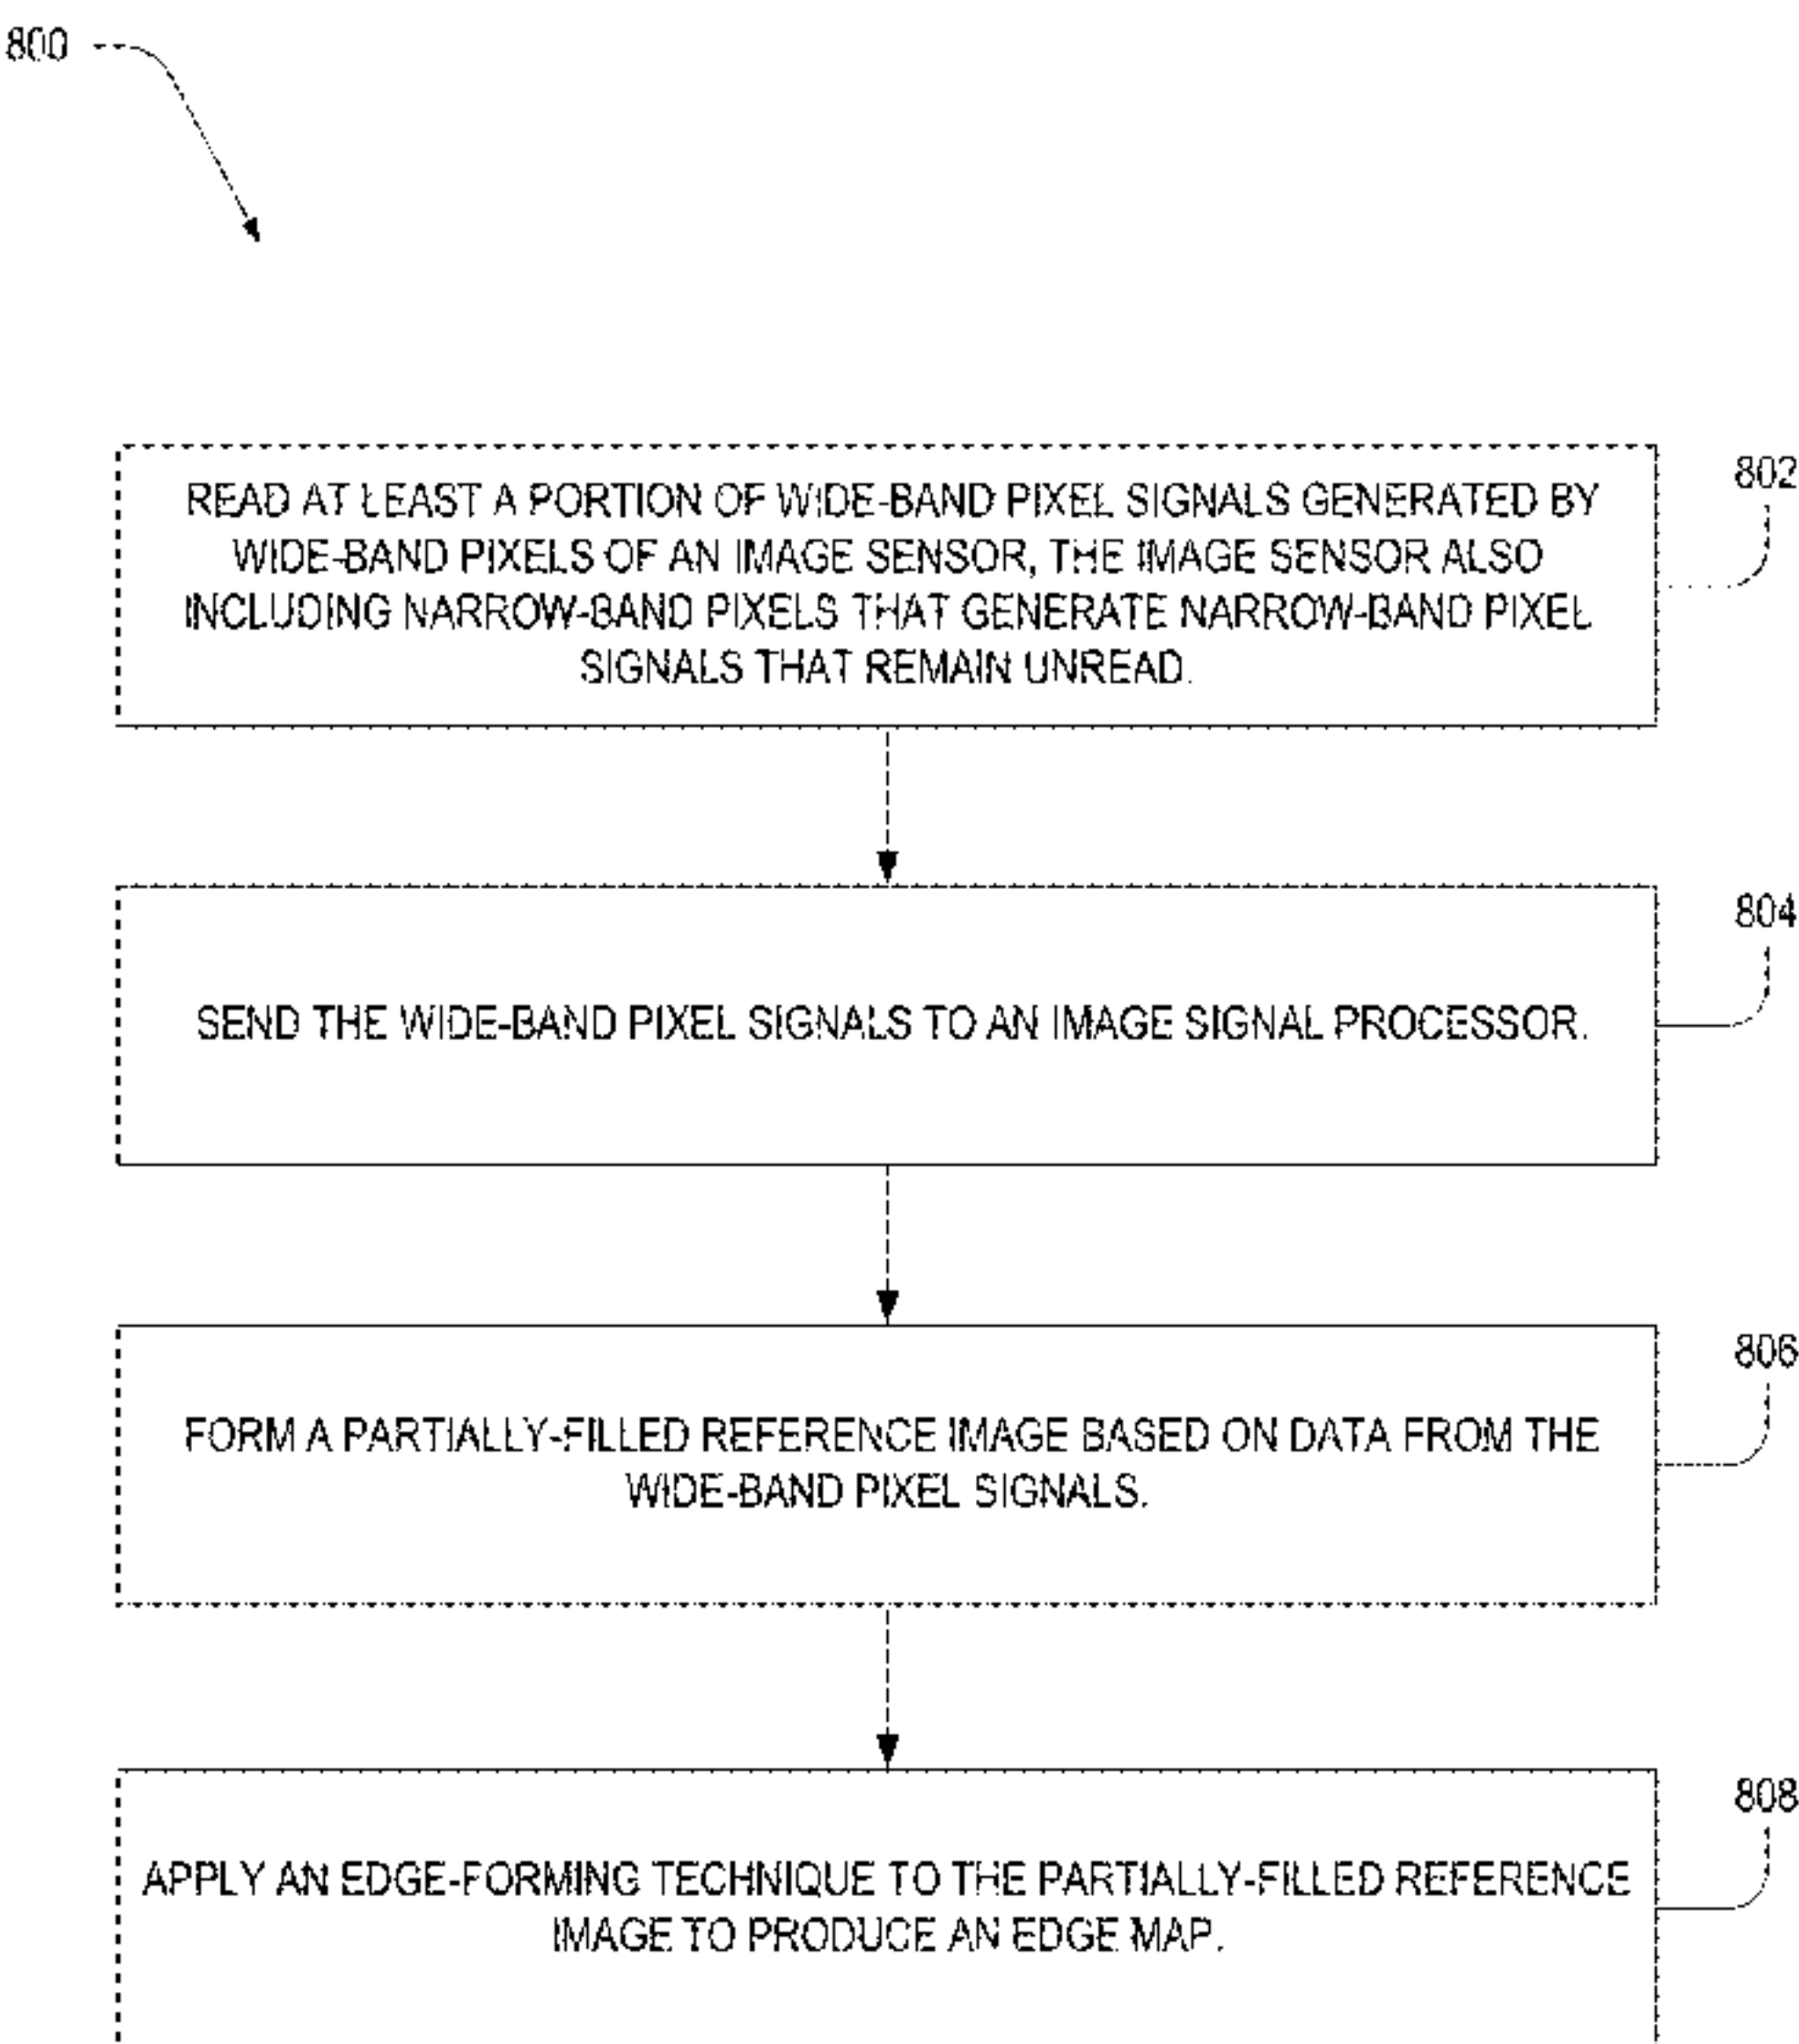 800
READ AT LEAST A PORTION OF WIDE-BAND PIXEL SIGNALS GENERATED BY
WIDE-BAND PIXELS OF AN IMAGE SENSOR, THE IMAGE SENSOR ALSO
INCLUDING NARROW-BAND PIXELS THAT GENERATE NARROW-BAND PIXEL
SIGNALS THAT REMAIN UNREAD.
802
SEND THE WIDE-BAND PIXEL SIGNALS TO AN IMAGE SIGNAL PROCESSOR.
804
FORM A PARTIALLY-FILLED REFERENCE IMAGE BASED ON DATA FROM THE
WIDE-BAND PIXEL SIGNALS.
806
APPLY AN EDGE-FORMING TECHNIQUE TO THE PARTIALLY-FILLED REFERENCE
IMAGE TO PRODUCE AN EDGE MAP.
808